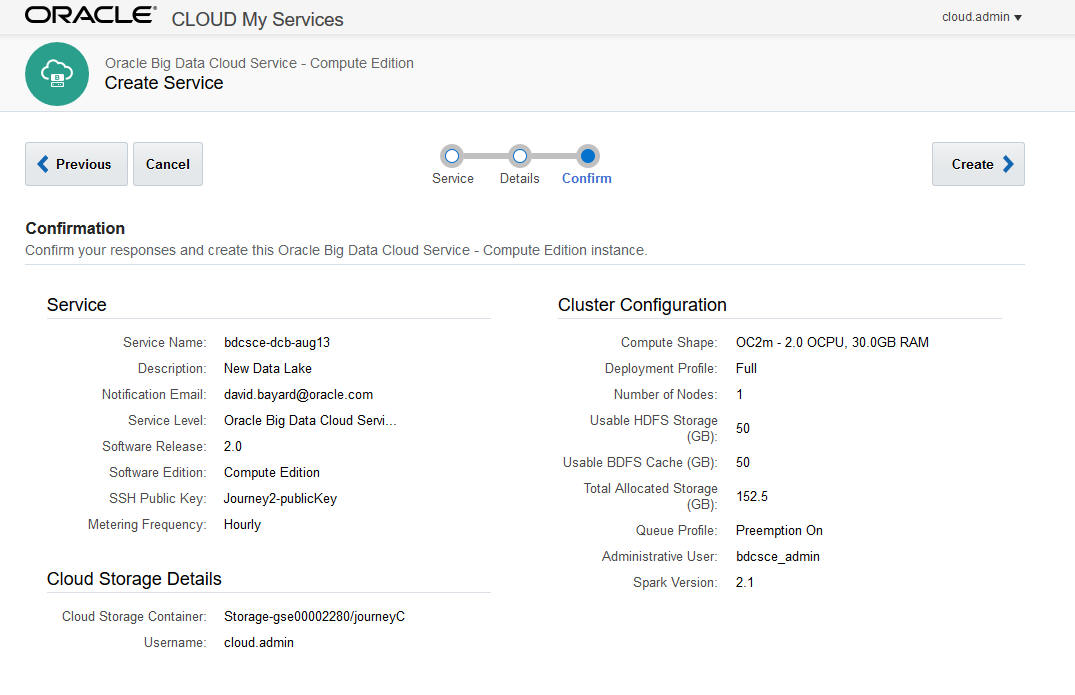 ORACLE® CLOUD My Services
cloud.admin
Oracle Big Data Cloud Service - Compute Edition
Create Service
Previous
Cancel
Service
Details
Confirm
Create
Confirmation
Confirm your responses and create this Oracle Big Data Cloud Service - Compute Edition instance.
Service
Service Name: bdcsce-dcb-aug13
Description: New Data Lake
Notification Email: david.bayard@oracle.com
Service Level: Oracle Big Data Cloud Servi...
Software Release: 2.0
Software Edition: Compute Edition
SSH Public Key: Journey2-publicKey
Metering Frequency: Hourly
Cloud Storage Details
Cloud Storage Container: Storage-gse00002280/journeyC
Username: cloud.admin
Cluster Configuration
Compute Shape: OC2m - 2.0 OCPU, 30.0GB RAM
Deployment Profile: Full
Number of Nodes: 1
Usable HDFS Storage
(GB): 50
Usable BDFS Cache (GB): 50
Total Allocated Storage
(GB): 152.5
Queue Profile: Preemption On
Administrative User: bdcsce_admin
Spark Version: 2.1